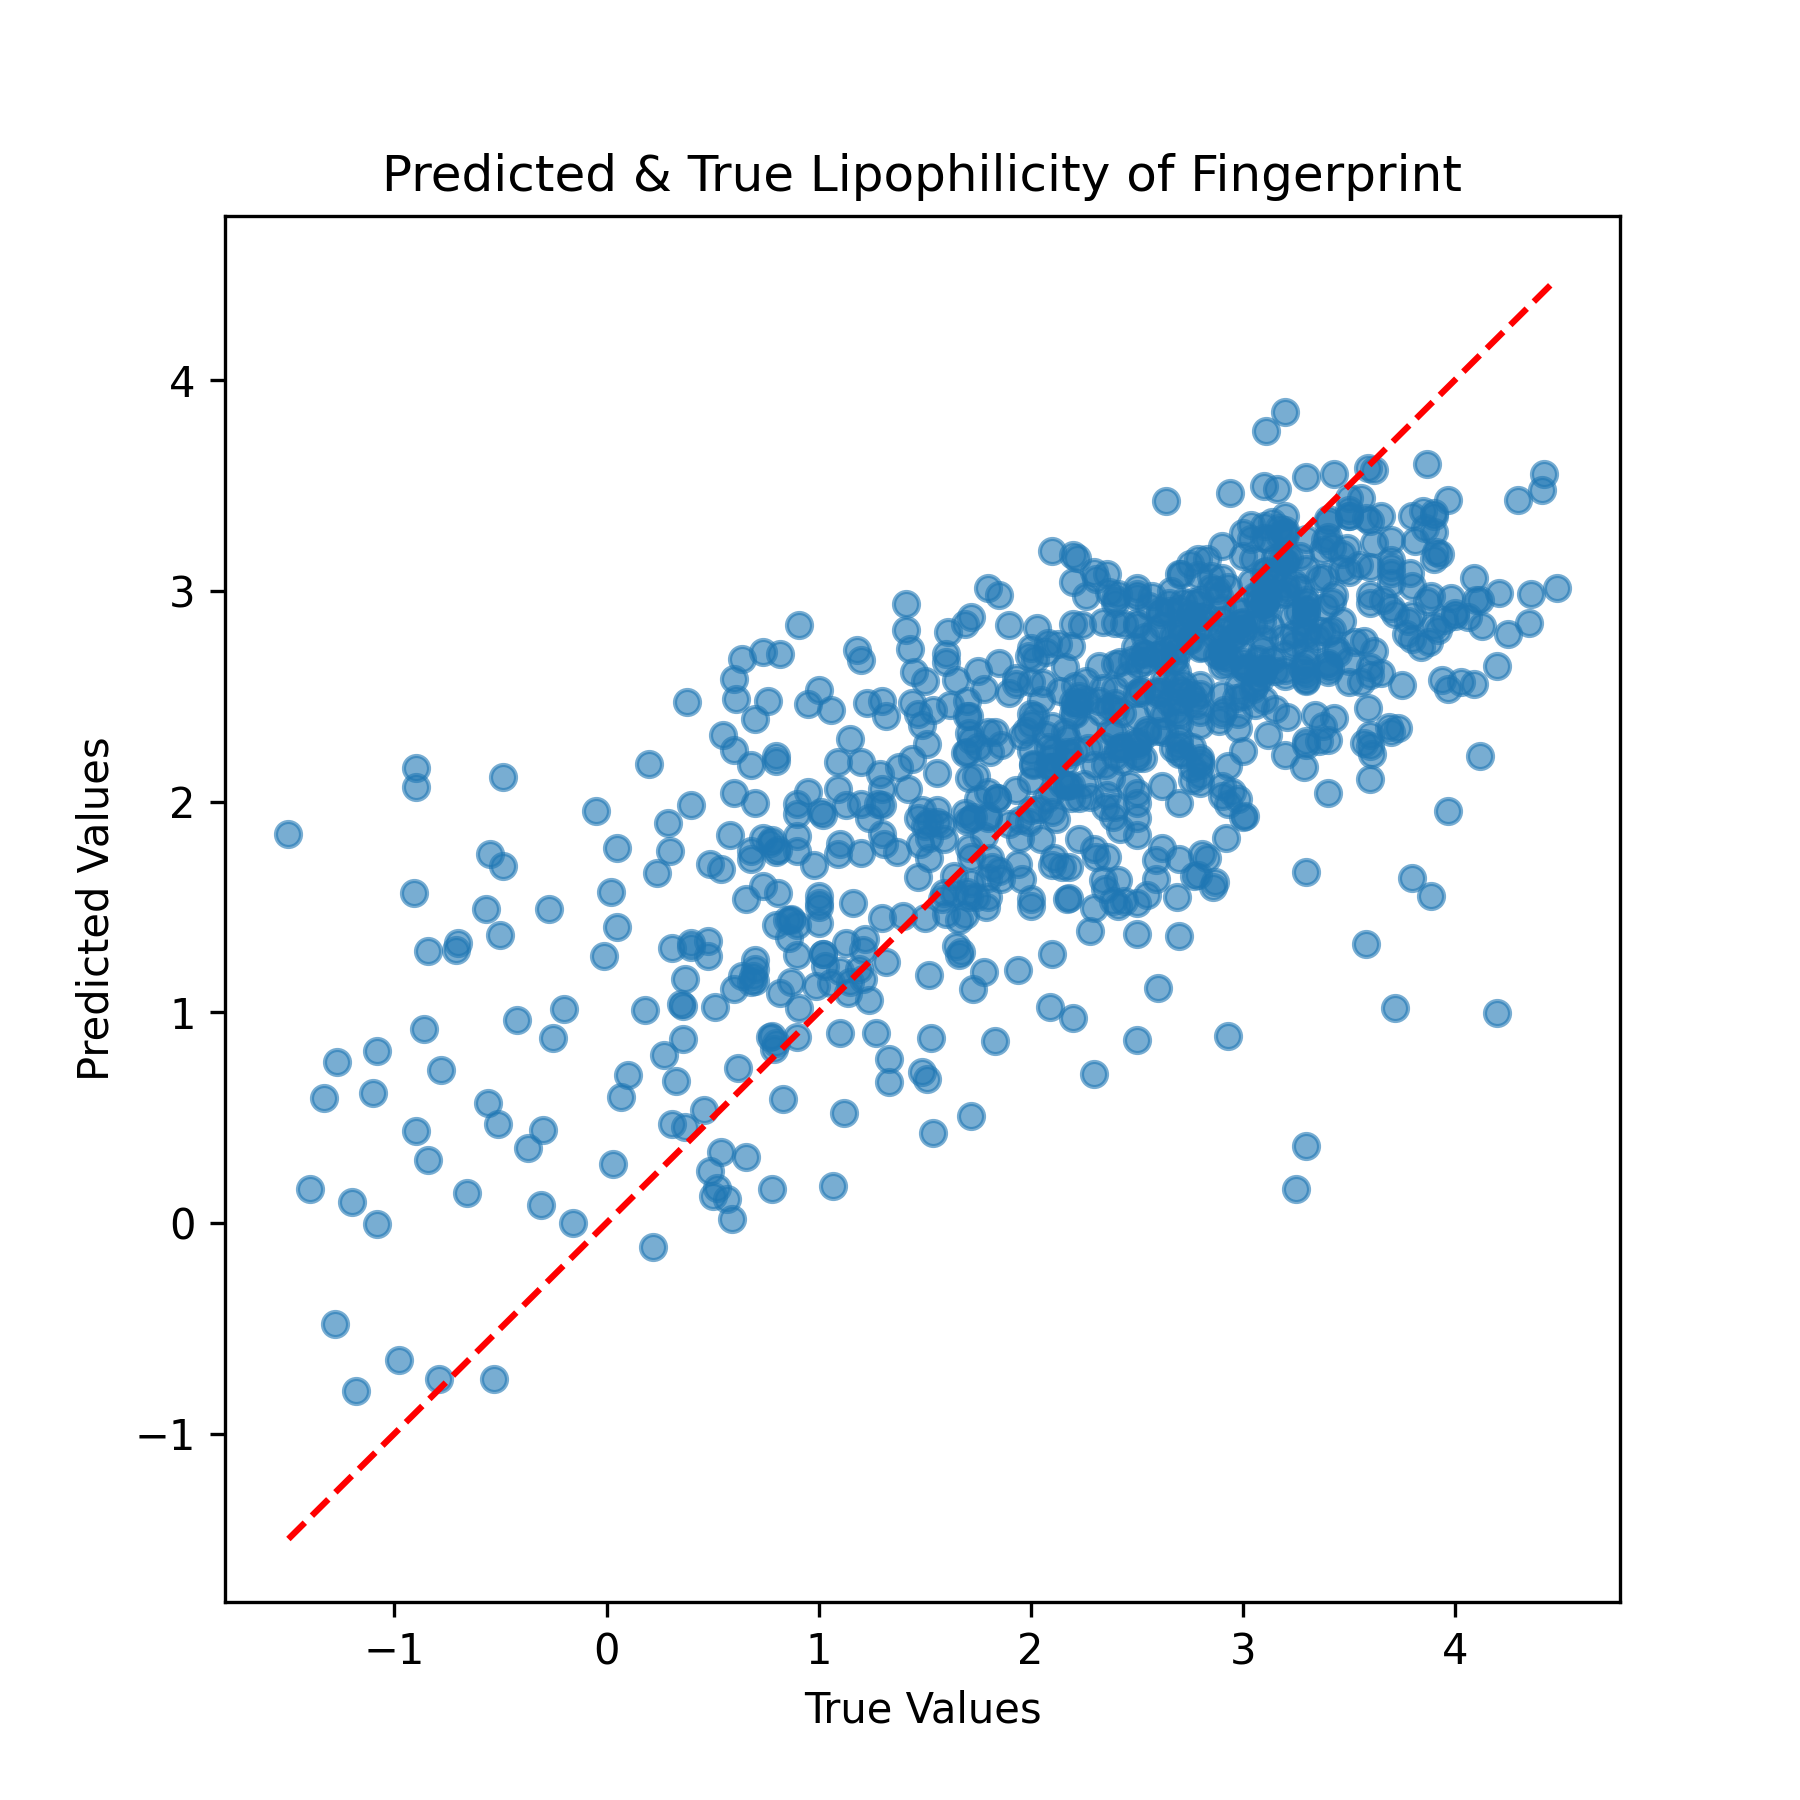 Predicted & True Lipophilicity of Fingerprint
Predicted Values
4
3
2
1
0
−1
−1 0 1 2 3 4
True Values